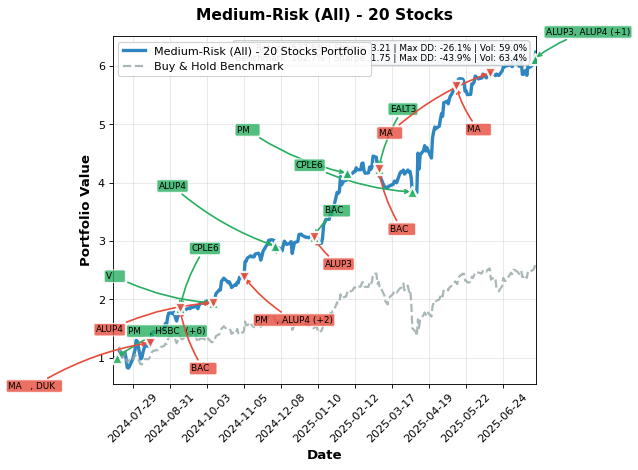 Medium-Risk (All) - 20 Stocks
ALUP3, ALUP4 (+1)
Medium-Risk (All) - 20 Stocks Portfolio
Buy & Hold Benchmark
3.21 | Max DD: -26.1% | Vol: 59.0%
1.75 | Max DD: -43.9% | Vol: 63.4%
EALT3
PM
MA
MA
CPLE6
ALUP4
BAC
BAC
CPLE6
ALUP3
V
PM , ALUP4 (+2)
ALUP4
PM , HSBC (+6)
BAC
MA , DUK
Portfolio Value
6
5
4
3
2
1
2024-07-29
2024-08-31
2024-10-03
2024-11-05
2024-12-08
2025-01-10
2025-02-12
2025-03-17
2025-04-19
2025-05-22
2025-06-24
Date